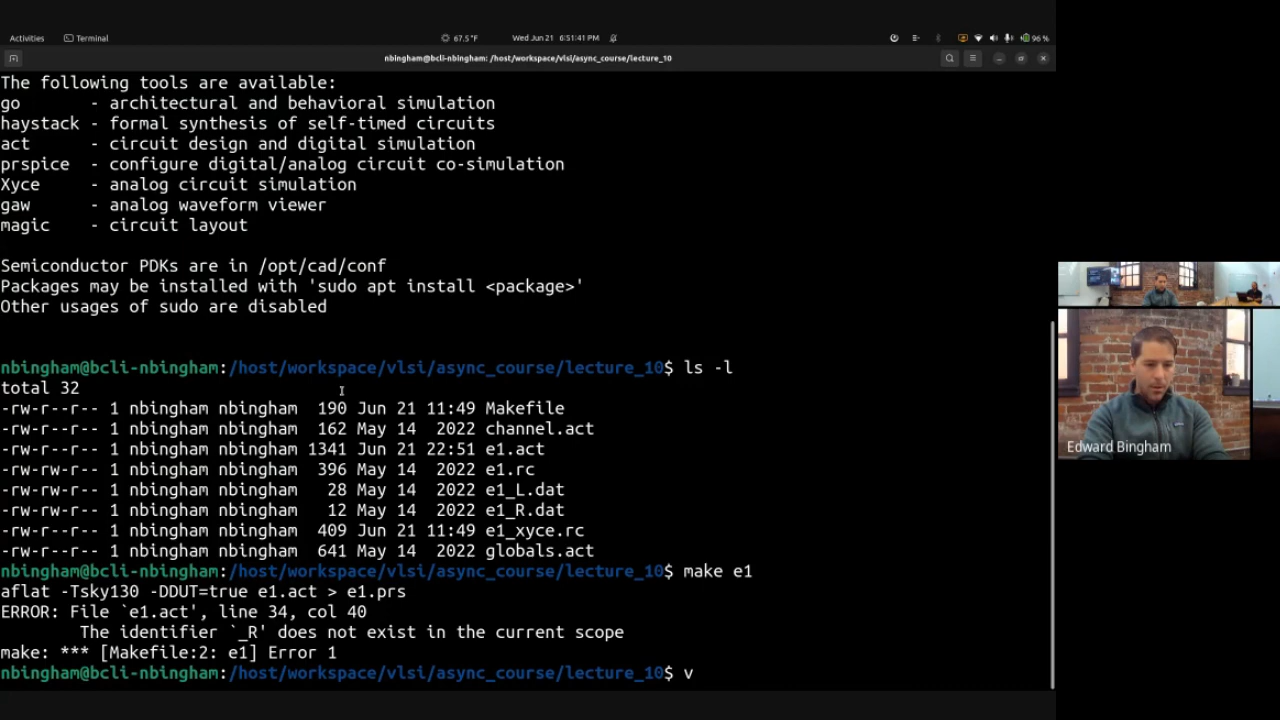 Activities
Terminal
67.5°F
Wed Jun 21 6:51:41 PM
96 %
nbingham@bcli-nbingham: /host/workspace/vlsi/async_course/lecture_10
The following tools are available:
go - architectural and behavioral simulation
haystack - formal synthesis of self-timed circuits
act - circuit design and digital simulation
prspice - configure digital/analog circuit co-simulation
Xyce - analog circuit simulation
gaw - analog waveform viewer
magic - circuit layout
Semiconductor PDKs are in /opt/cad/conf
Packages may be installed with 'sudo apt install <package>'
Other usages of sudo are disabled
nbingham@bcli-nbingham:/host/workspace/vlsi/async_course/lecture_10$ ls -l
total 32
-rw-r--r-- 1 nbingham nbingham 190 Jun 21 11:49 Makefile
-rw-r--r-- 1 nbingham nbingham 162 May 14 2022 channel.act
-rw-r--r-- 1 nbingham nbingham 1341 Jun 21 22:51 e1.act
-rw-rw-r-- 1 nbingham nbingham 396 May 14 2022 e1.rc
-rw-rw-r-- 1 nbingham nbingham 28 May 14 2022 e1_L.dat
-rw-rw-r-- 1 nbingham nbingham 12 May 14 2022 e1_R.dat
-rw-rw-r-- 1 nbingham nbingham 409 Jun 21 11:49 e1_xyce.rc
-rw-r--r-- 1 nbingham nbingham 641 May 14 2022 globals.act
nbingham@bcli-nbingham:/host/workspace/vlsi/async_course/lecture_10$ make e1
aflat -Tsky130 -DDUT=true e1.act > e1.prs
ERROR: File `e1.act', line 34, col 40
The identifier `_R' does not exist in the current scope
make: *** [Makefile:2: e1] Error 1
nbingham@bcli-nbingham:/host/workspace/vlsi/async_course/lecture_10$ v
Edward Bingham